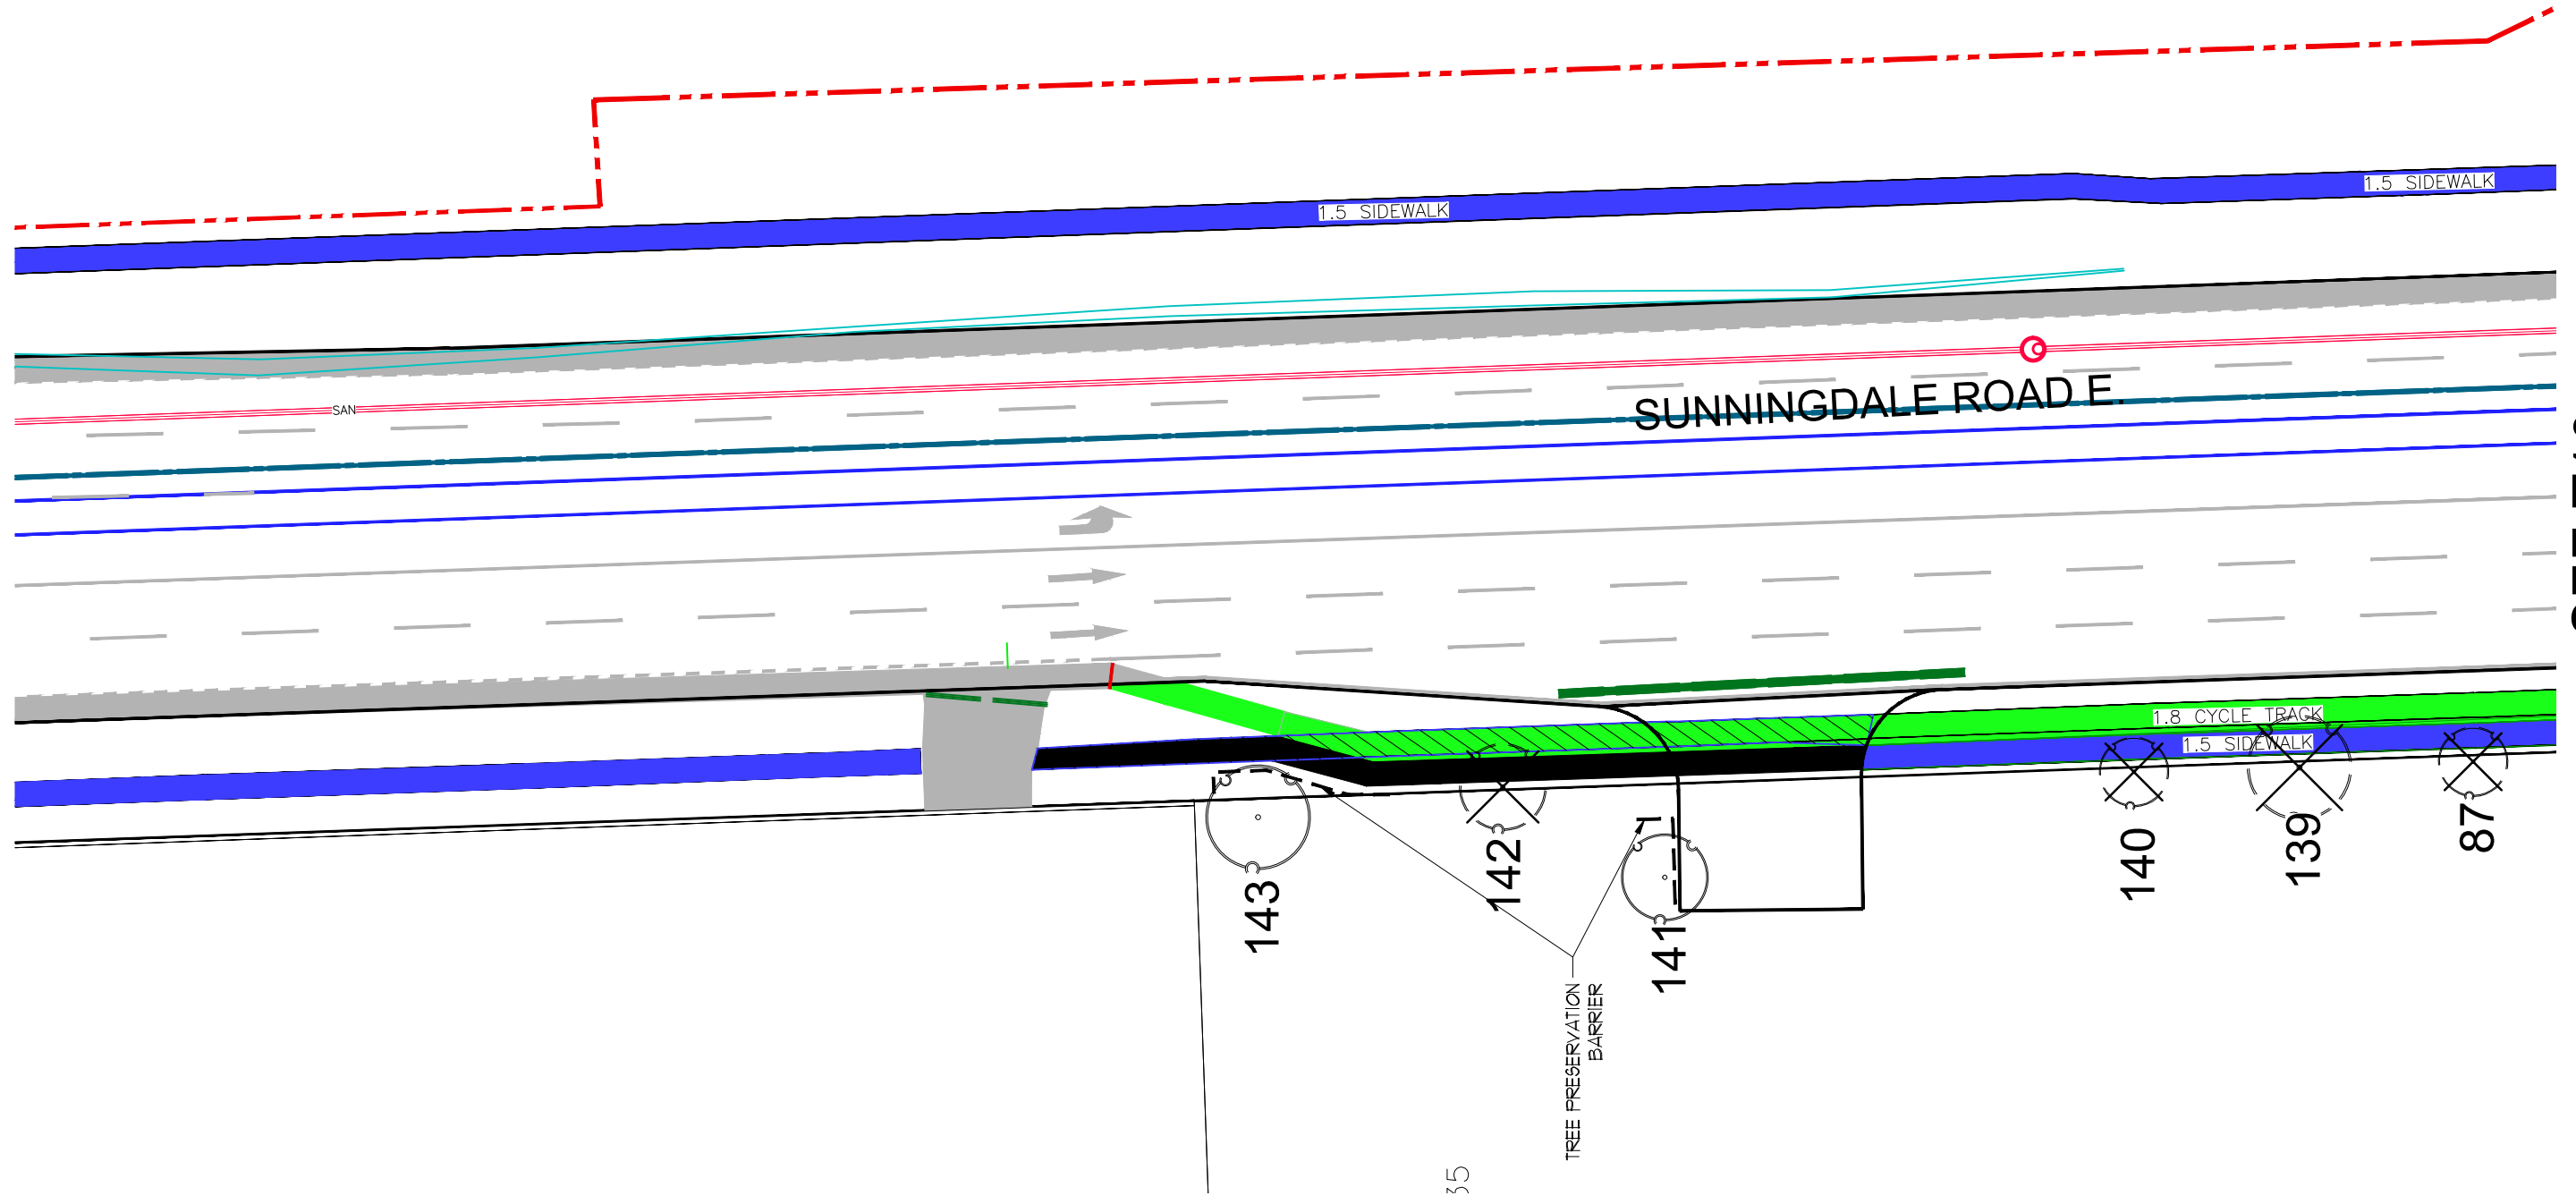 1.5 SIDEWALK
1.5 SIDEWALK
SAN
SUNNINGDALE ROAD E.
1.8 CYCLE TRACK
1.5 SIDEWALK
143
142
141
140
139
87
TREE PRESERVATION
BARRIER